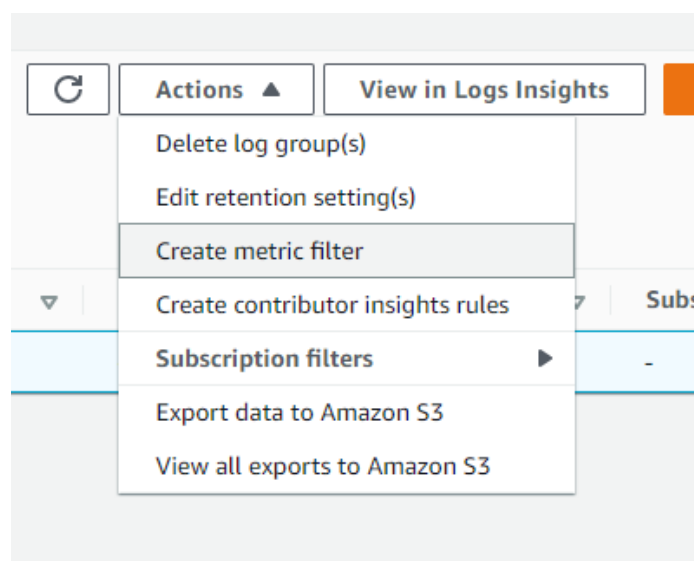 Actions View in Logs Insights
Delete log group(s)
Edit retention setting(s)
Create metric filter
Create contributor insights rules
Subs
Subscription filters
-
Export data to Amazon S3
View all exports to Amazon S3